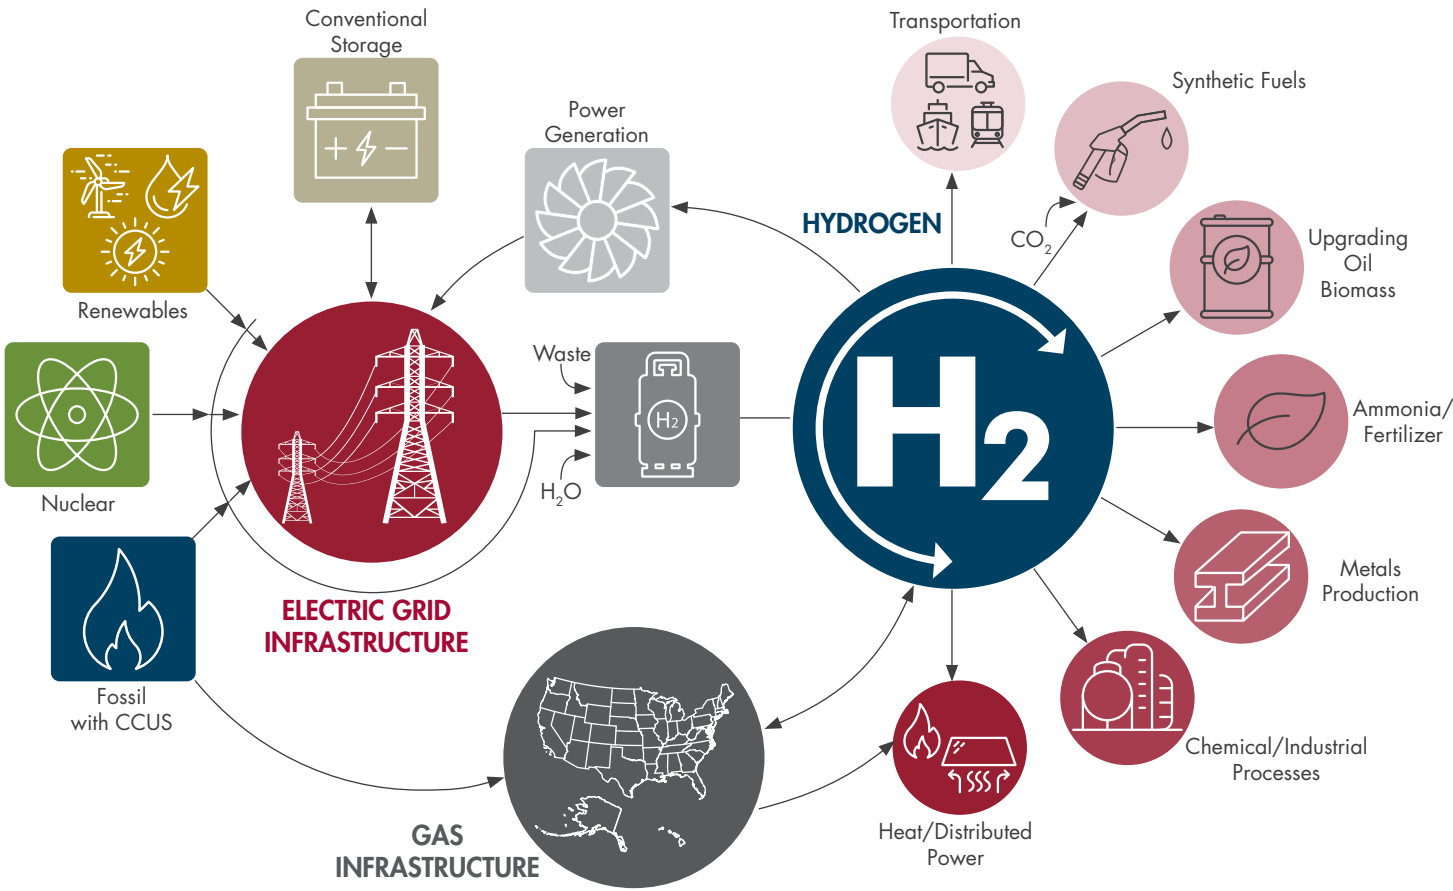 Conventional
Storage
Transportation
Synthetic Fuels
Power
Generation
+ −
HYDROGEN
CO2
Upgrading
Oil
Biomass
Renewables
Waste
H2
H2
Ammonia/
Fertilizer
H2O
Nuclear
Metals
Production
ELECTRIC GRID
INFRASTRUCTURE
Fossil
with CCUS
Chemical/Industrial
Processes
GAS
INFRASTRUCTURE
Heat/Distributed
Power